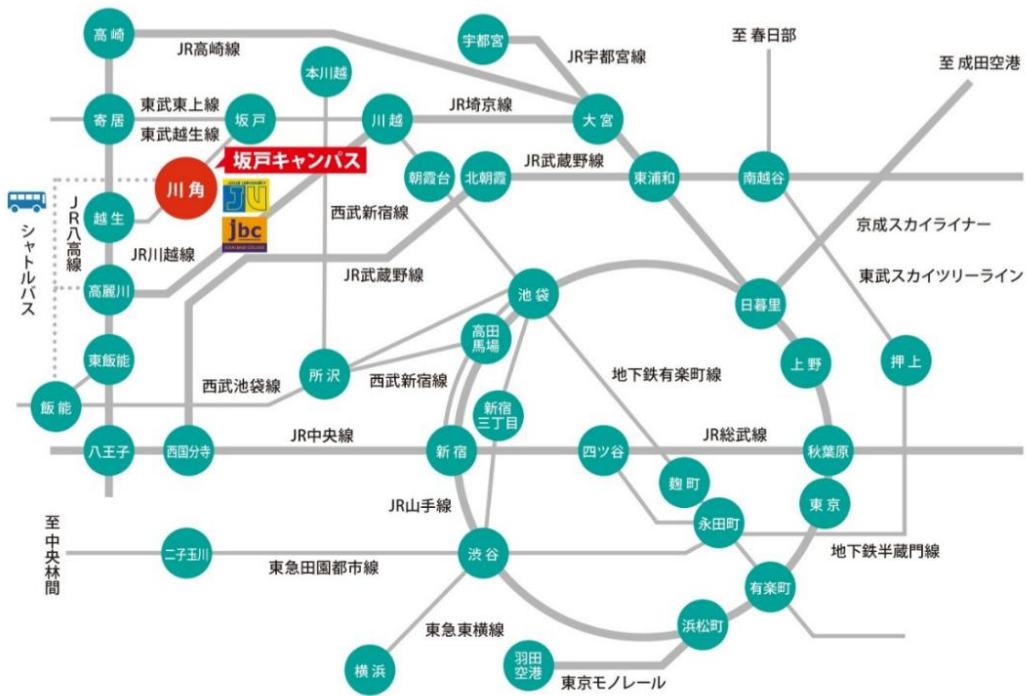 高崎
JR高崎線
宇都宮
JR宇都宮線
至 春日部
至 成田空港
本川越
寄居
東武東上線
東武越生線
坂戸
川越
JR埼京線
大宮
坂戸キャンパス
川角
JU
JOSAI UNIVERSITY
jbc
JOSAI BASE COLLEGE
朝霞台
北朝霞
JR武蔵野線
東浦和
南越谷
シャトルバス
JR八高線
越生
西武新宿線
京成スカイライナー
JR川越線
JR武蔵野線
東武スカイツリーライン
高麗川
池袋
日暮里
東飯能
高田
馬場
所沢
西武池袋線
西武新宿線
地下鉄有楽町線
上野
押上
飯能
新宿
三丁目
八王子
西国分寺
JR中央線
新宿
四ツ谷
JR総武線
秋葉原
麹町
東京
JR山手線
永田町
至 中央林間
二子玉川
東急田園都市線
渋谷
地下鉄半蔵門線
有楽町
東急東横線
浜松町
横浜
羽田
空港
東京モノレール